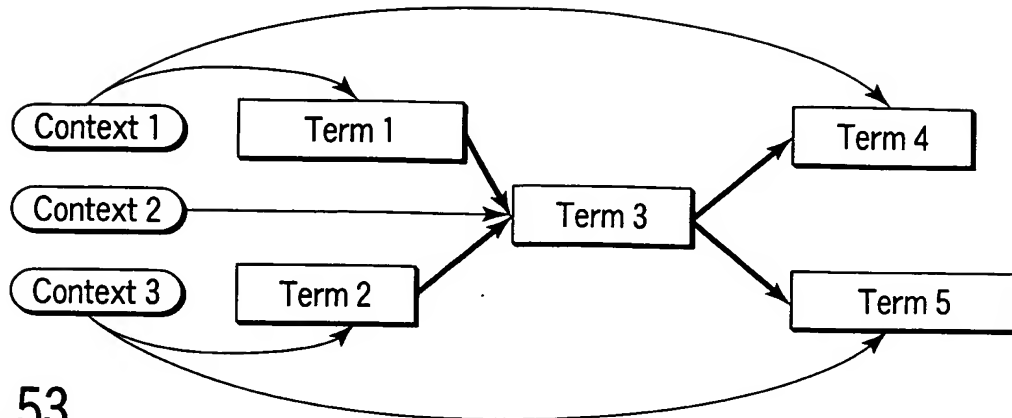 Context 1
Term 1
Term 4
Context 2
Term 3
Context 3
Term 2
Term 5
53